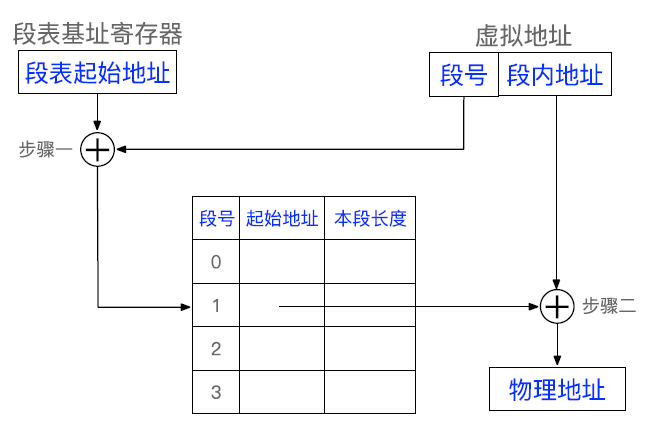 段表基址寄存器
虚拟地址
段表起始地址
段号 段内地址
步骤一
段号 起始地址 本段长度
0
1
步骤二
2
3
物理地址